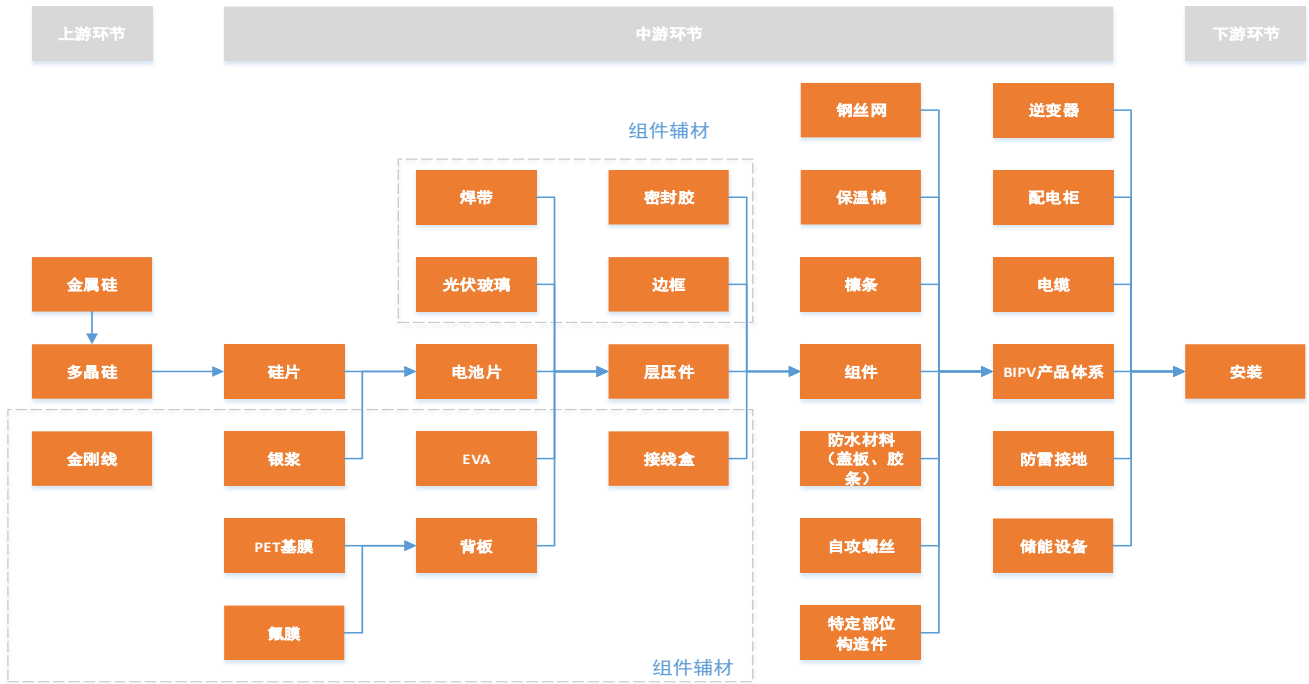 上游环节
中游环节
下游环节
钢丝网
逆变器
组件辅材
焊带
密封胶
保温棉
配电柜
金属硅
光伏玻璃
边框
檩条
电缆
多晶硅
硅片
电池片
层压件
组件
BIPV产品体系
安装
金刚线
银浆
EVA
接线盒
防水材料
（盖板、胶
条）
防雷接地
PET基膜
背板
自攻螺丝
储能设备
氟膜
特定部位
构造件
组件辅材